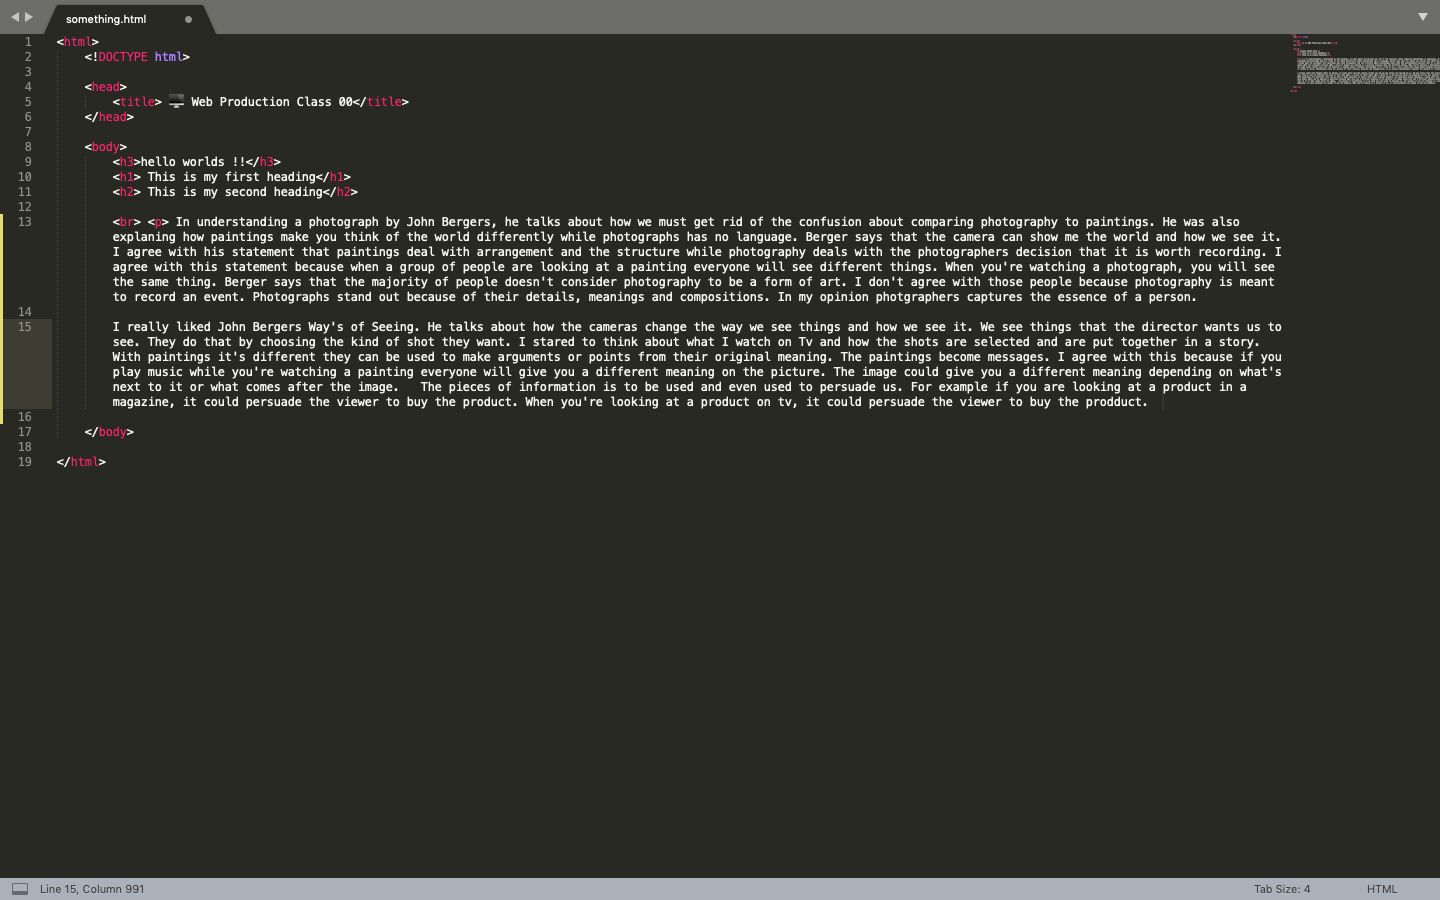 something.html
1 <html>
2 <!DOCTYPE html>
3
4 <head>
5 <title> 🖥 Web Production Class 00</title>
6 </head>
7
8 <body>
9 <h3>hello worlds !!</h3>
10 <h1> This is my first heading</h1>
11 <h2> This is my second heading</h2>
12
13 <br> <p> In understanding a photograph by John Bergers, he talks about how we must get rid of the confusion about comparing photography to paintings. He was also
explaning how paintings make you think of the world differently while photographs has no language. Berger says that the camera can show me the world and how we see it.
I agree with his statement that paintings deal with arrangement and the structure while photography deals with the photographers decision that it is worth recording. I
agree with this statement because when a group of people are looking at a painting everyone will see different things. When you're watching a photograph, you will see
the same thing. Berger says that the majority of people doesn't consider photography to be a form of art. I don't agree with those people because photography is meant
to record an event. Photographs stand out because of their details, meanings and compositions. In my opinion photgraphers captures the essence of a person.
14
15 I really liked John Bergers Way's of Seeing. He talks about how the cameras change the way we see things and how we see it. We see things that the director wants us to
see. They do that by choosing the kind of shot they want. I stared to think about what I watch on Tv and how the shots are selected and are put together in a story.
With paintings it's different they can be used to make arguments or points from their original meaning. The paintings become messages. I agree with this because if you
play music while you're watching a painting everyone will give you a different meaning on the picture. The image could give you a different meaning depending on what's
next to it or what comes after the image.   The pieces of information is to be used and even used to persuade us. For example if you are looking at a product in a
magazine, it could persuade the viewer to buy the product. When you're looking at a product on tv, it could persuade the viewer to buy the prodduct.
16
17 </body>
18
19 </html>
Line 15, Column 991
Tab Size: 4
HTML